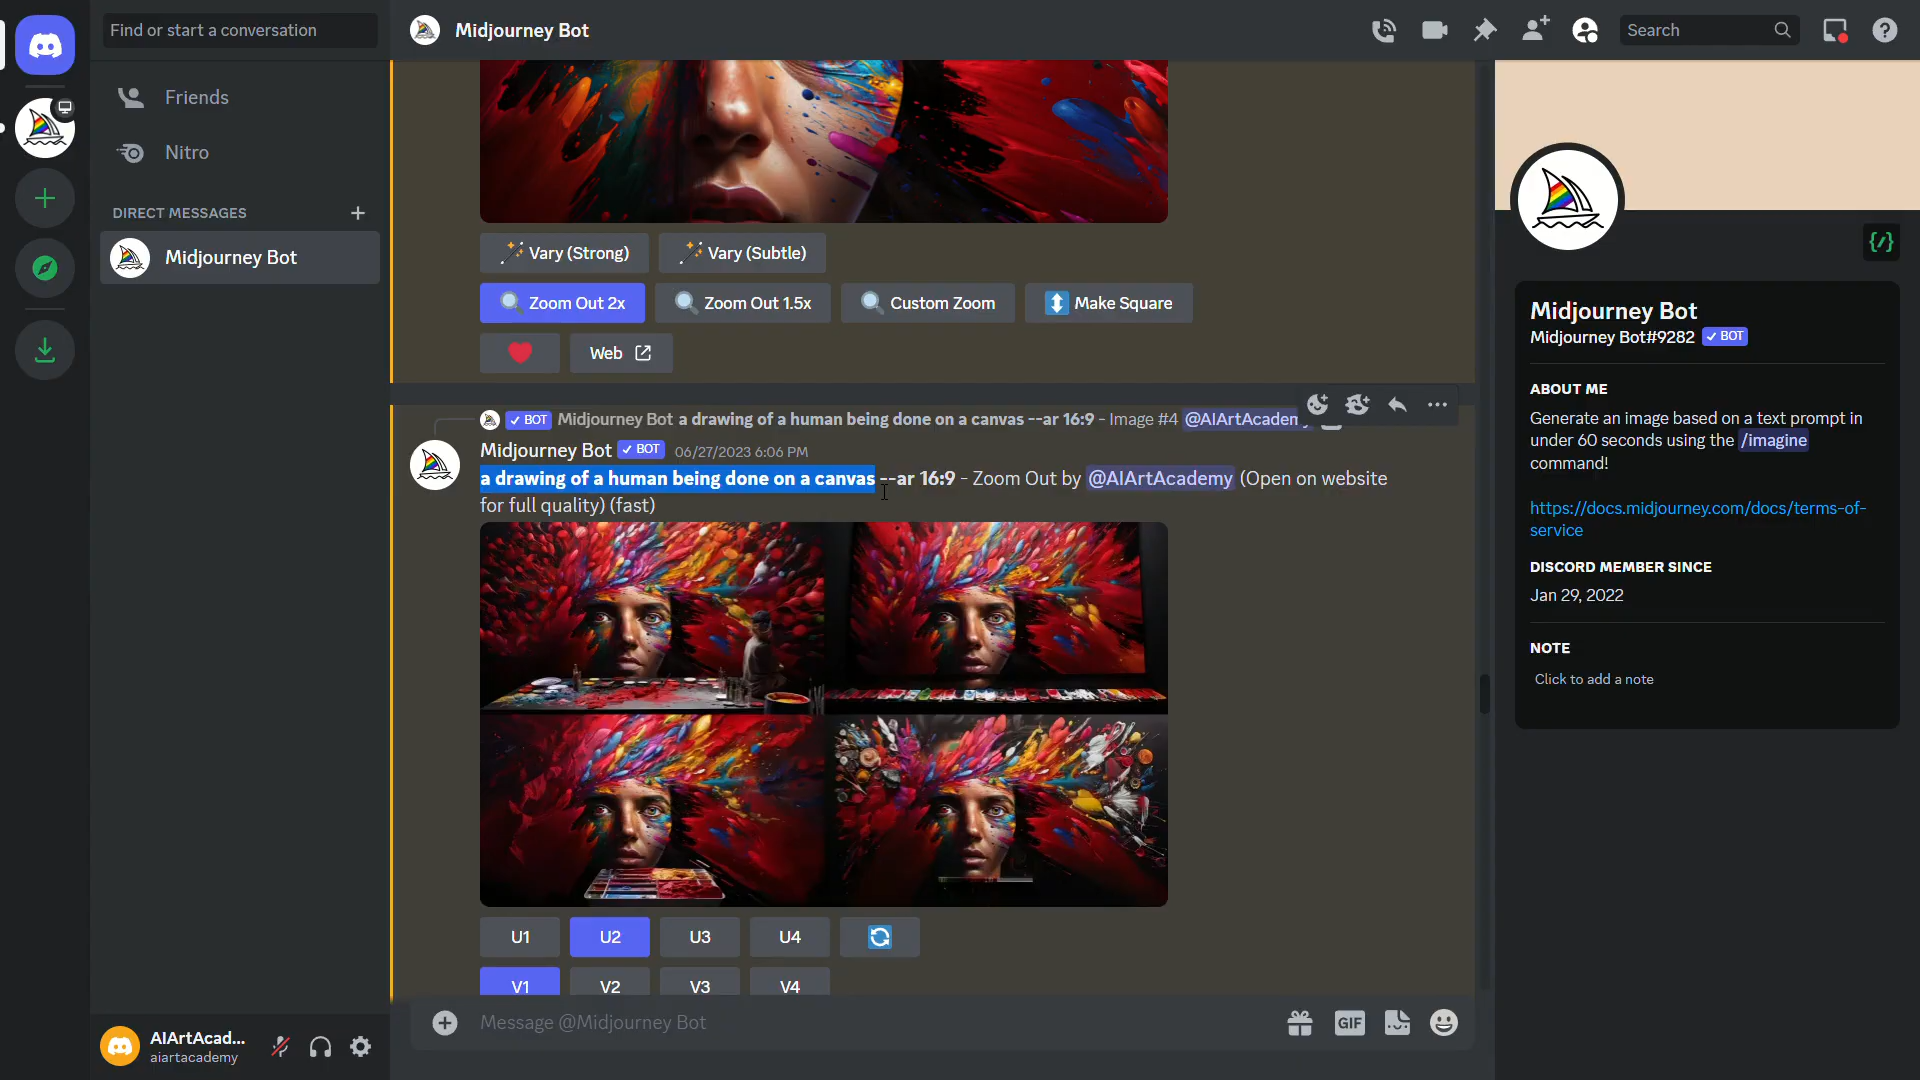 Find or start a conversation
Friends
Nitro
DIRECT MESSAGES
Midjourney Bot
AIArtAcad...
aiartacademy
Midjourney Bot
Search
Vary (Strong)
Vary (Subtle)
Zoom Out 2x
Zoom Out 1.5x
Custom Zoom
Make Square
Web
BOT Midjourney Bot a drawing of a human being done on a canvas --ar 16:9 - Image #4 @AIArtAcadem
Midjourney Bot BOT 06/27/2023 6:06 PM
a drawing of a human being done on a canvas --ar 16:9 - Zoom Out by @AIArtAcademy (Open on website
for full quality) (fast)
U1
U2
U3
U4
V1
V2
V3
V4
Message @Midjourney Bot
GIF
Midjourney Bot
Midjourney Bot#9282 BOT
ABOUT ME
Generate an image based on a text prompt in
under 60 seconds using the /imagine
command!
https://docs.midjourney.com/docs/terms-of-
service
DISCORD MEMBER SINCE
Jan 29, 2022
NOTE
Click to add a note